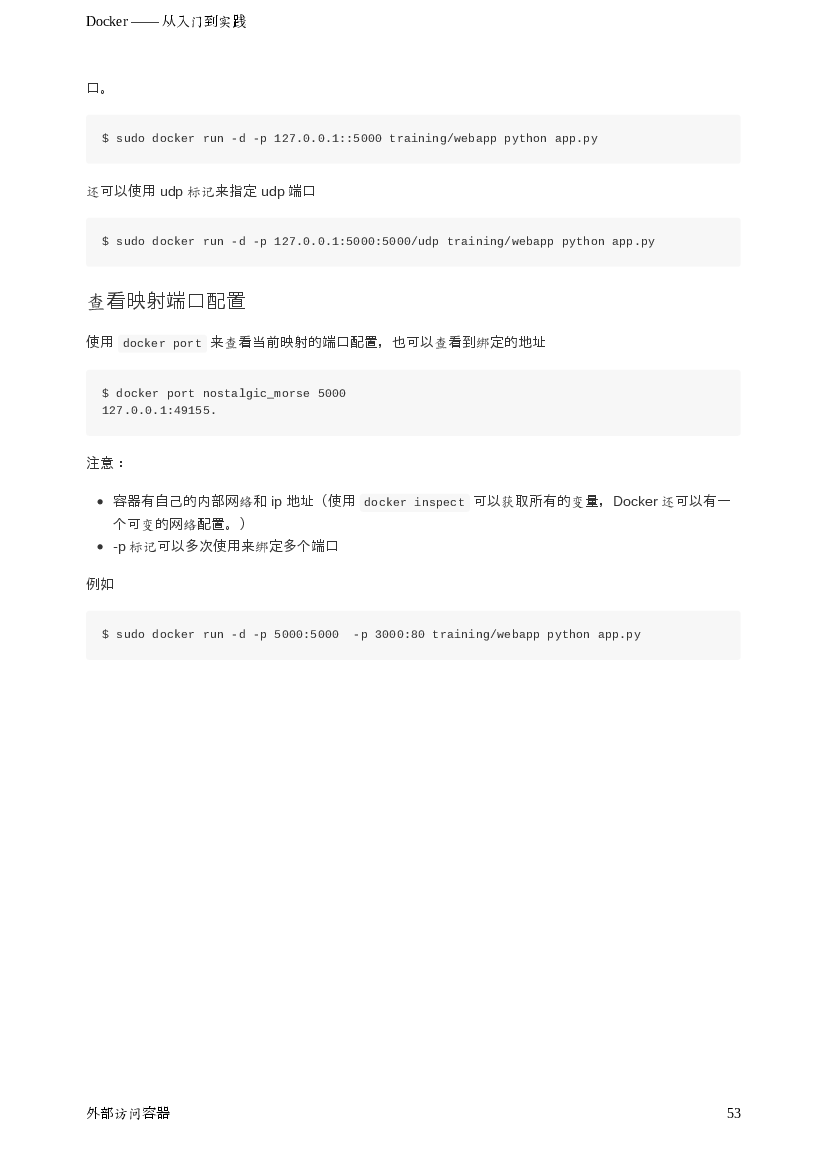 Docker —— 从入门到实践
口。
$ sudo docker run -d -p 127.0.0.1::5000 training/webapp python app.py
还可以使用 udp 标记来指定 udp 端口
$ sudo docker run -d -p 127.0.0.1:5000:5000/udp training/webapp python app.py
查看映射端口配置
使用 docker port 来查看当前映射的端口配置，也可以查看到绑定的地址
$ docker port nostalgic_morse 5000
127.0.0.1:49155.
注意：
• 容器有自己的内部网络和 ip 地址（使用 docker inspect 可以获取所有的变量，Docker 还可以有一
个可变的网络配置。）
• -p 标记可以多次使用来绑定多个端口
例如
$ sudo docker run -d -p 5000:5000  -p 3000:80 training/webapp python app.py
外部访问容器 53